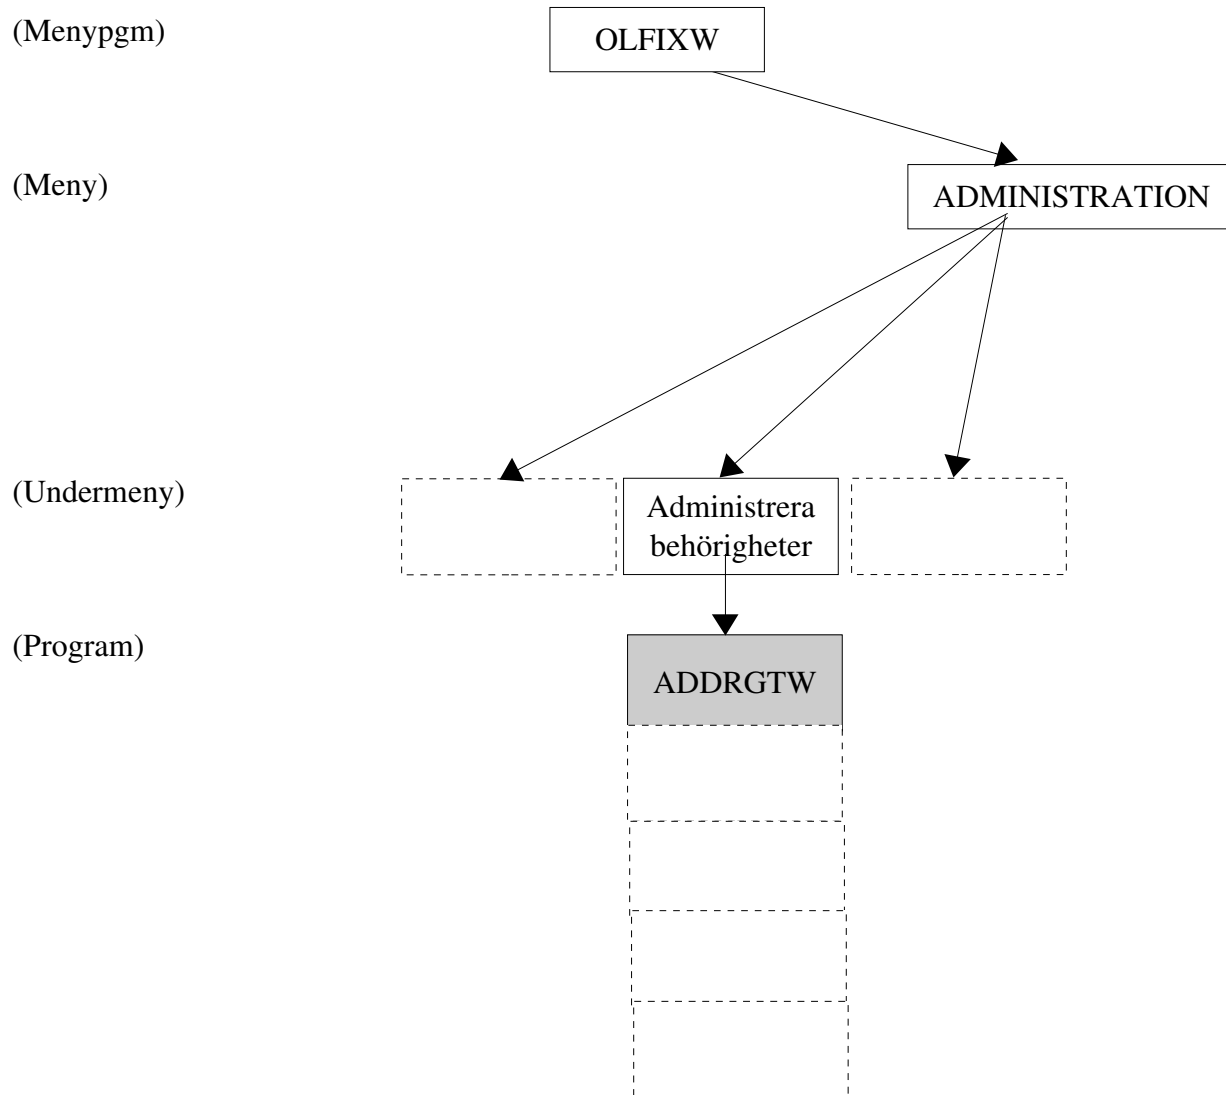 (Menypgm)
OLFIXW
(Meny)
ADMINISTRATION
(Undermeny)
Administrera
behörigheter
(Program)
ADDRGTW